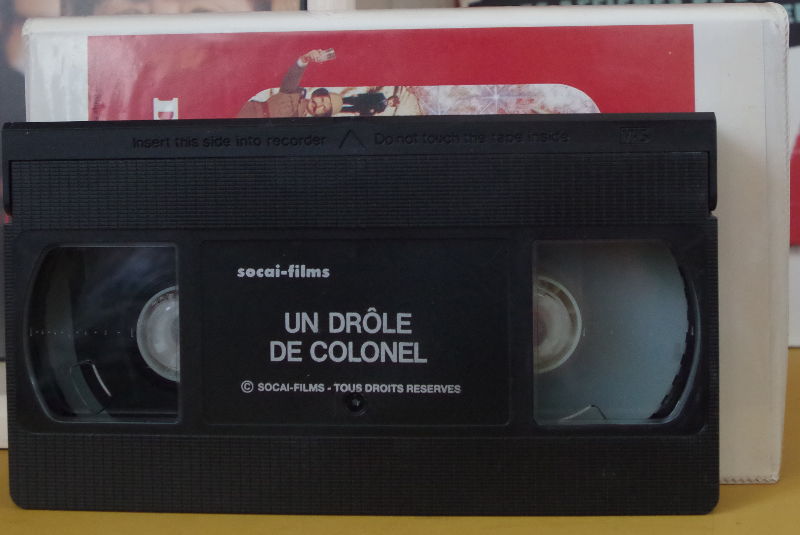 Insert this side into recorder
Do not touch the tape inside
VHS
socai-films
UN DRÔLE
DE COLONEL
© SOCAI-FILMS - TOUS DROITS RESERVES